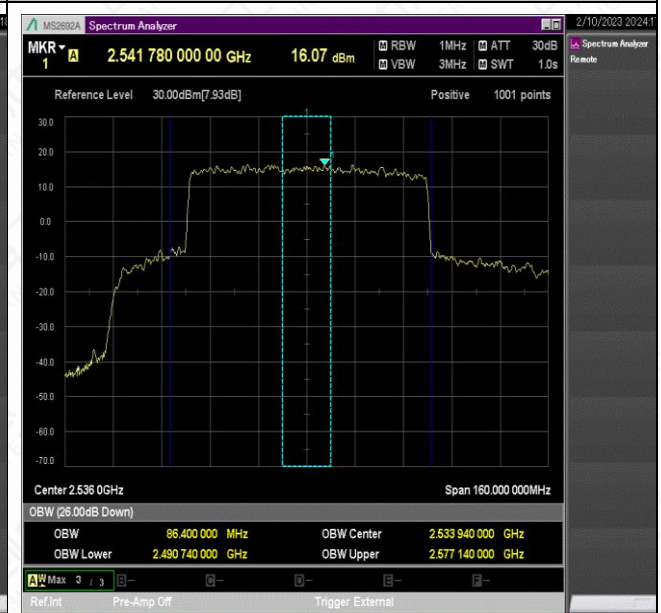 MS2692A Spectrum Analyzer
2/10/2023 20:24:1
MKR 1 A 2.541 780 000 00 GHz 16.07 dBm
M RBW 1MHz M ATT 30dB
M VBW 3MHz M SWT 1.0s
Spectrum Analyzer
Remote
Reference Level 30.00dBm[7.93dB] Positive 1001 points
1
30.0
20.0
10.0
0.0
-10.0
-20.0
-30.0
-40.0
-50.0
-60.0
-70.0
Center 2.536 0GHz Span 160.000 000MHz
OBW (26.00dB Down)
OBW 86.400 000 MHz OBW Center 2.533 940 000 GHz
OBW Lower 2.490 740 000 GHz OBW Upper 2.577 140 000 GHz
A W Max 3 / 3 B- C- D- E- F-
Ref.Int Pre-Amp Off Trigger External